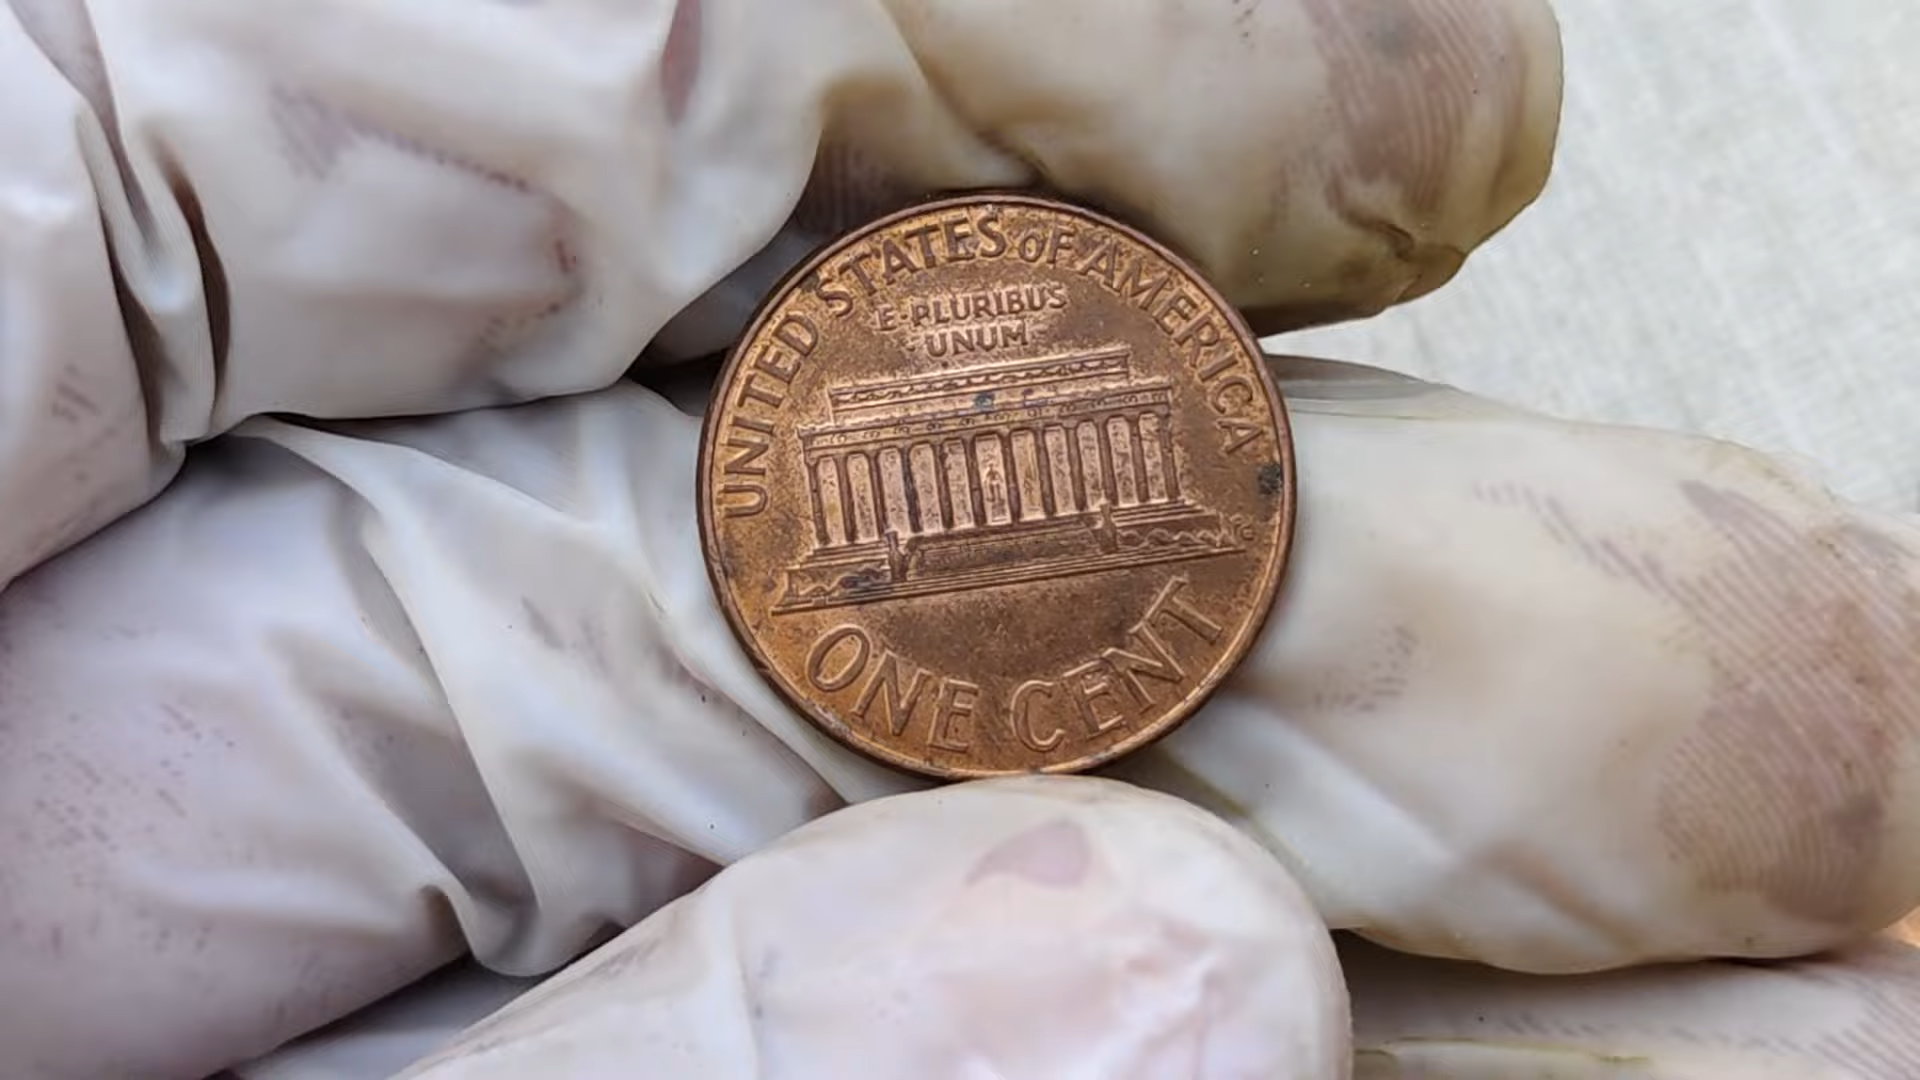 UNITED STATES OF AMERICA
E·PLURIBUS
·UNUM·
ONE CENT